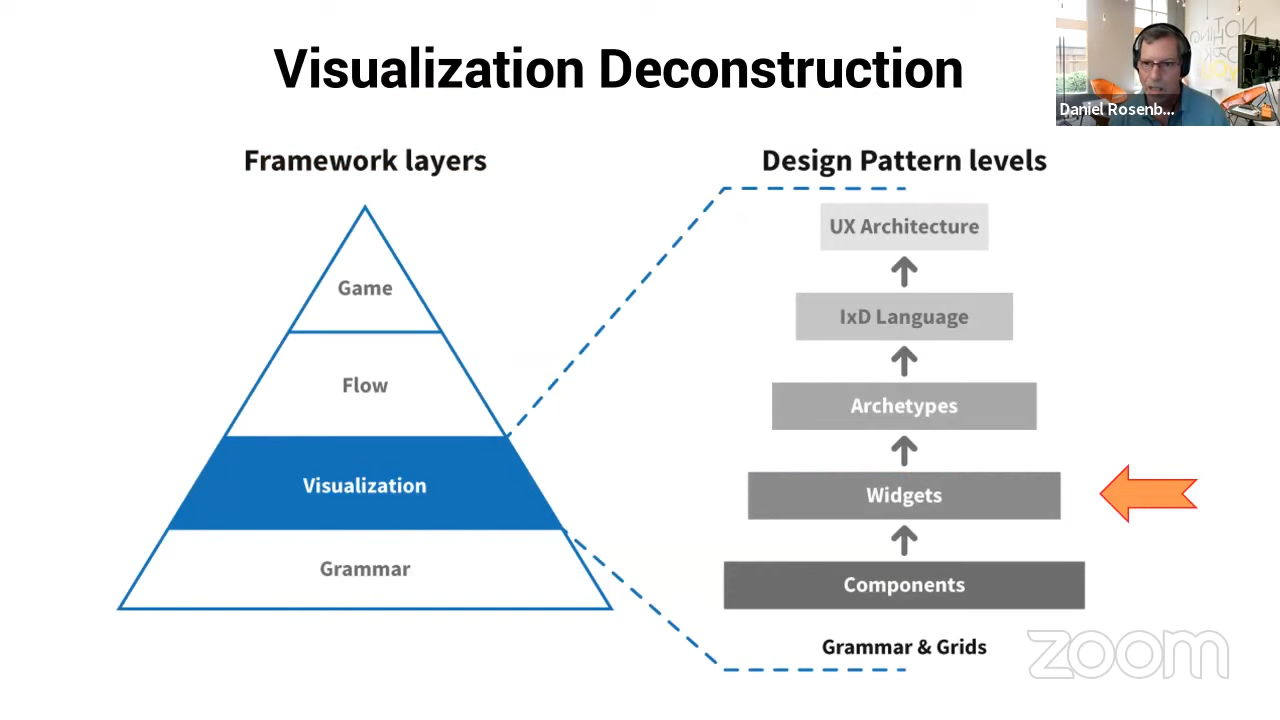 Visualization Deconstruction
Daniel Rosenb...
Framework layers
Game
Flow
Visualization
Grammar
Design Pattern levels
UX Architecture
IxD Language
Archetypes
Widgets
Components
Grammar & Grids
zoom